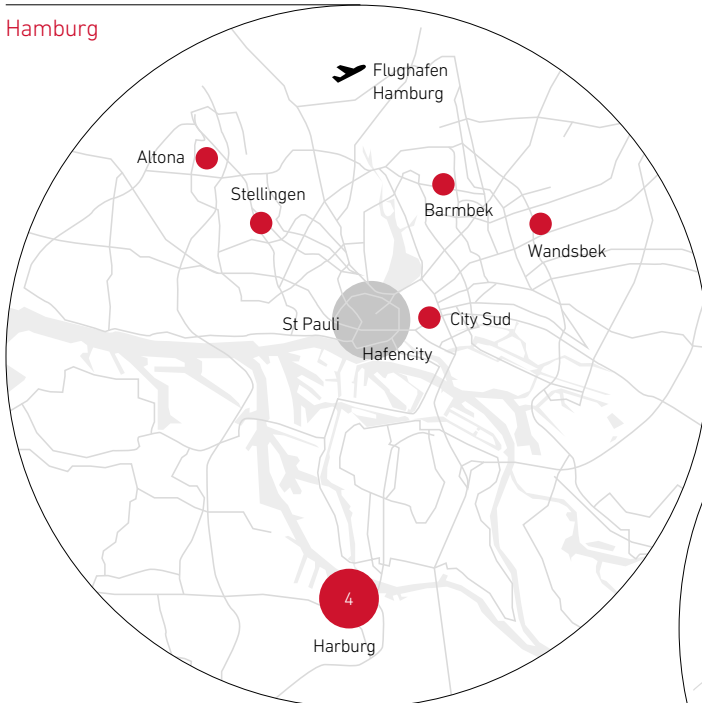 Hamburg
Flughafen
Hamburg
Altona
Stellingen
Barmbek
Wandsbek
St Pauli
City Sud
Hafencity
4
Harburg